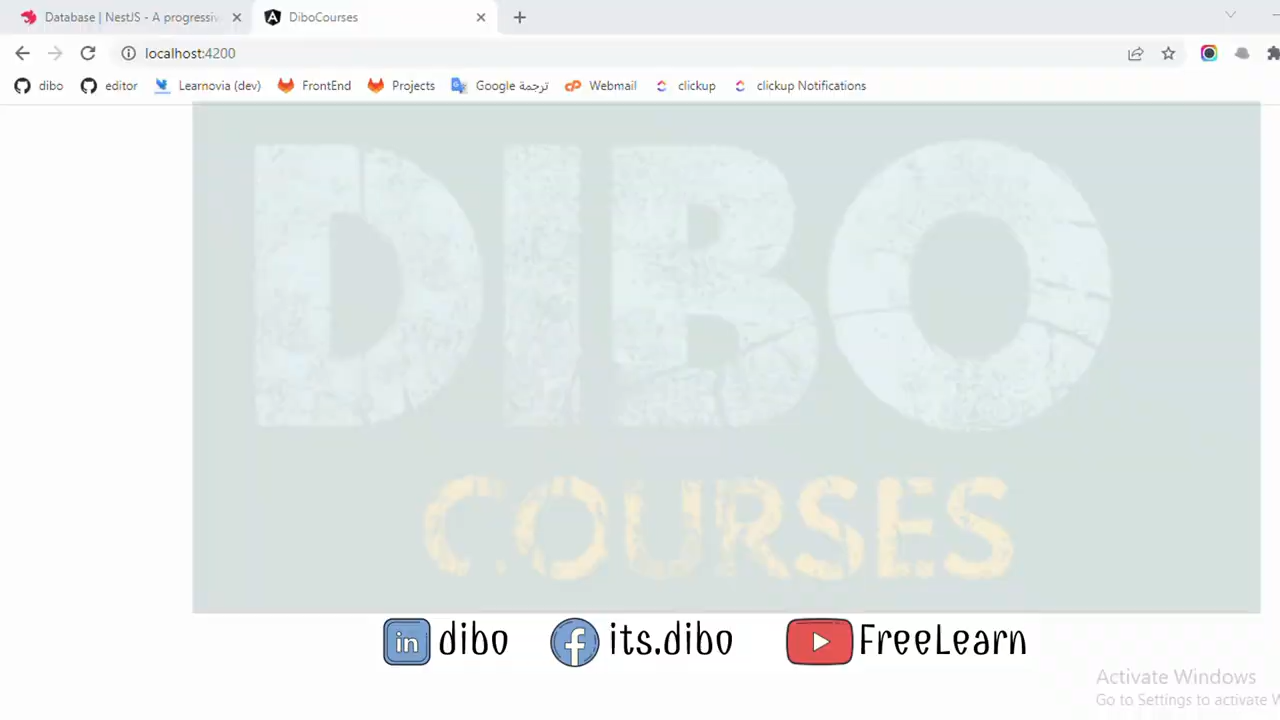 Database | NestJS - A progressiv
DiboCourses
localhost:4200
dibo
editor
Learnovia (dev)
FrontEnd
Projects
Google ترجمة
Webmail
clickup
clickup Notifications
DIBO
COURSES
in dibo
f its.dibo
FreeLearn
Activate Windows
Go to Settings to activate W